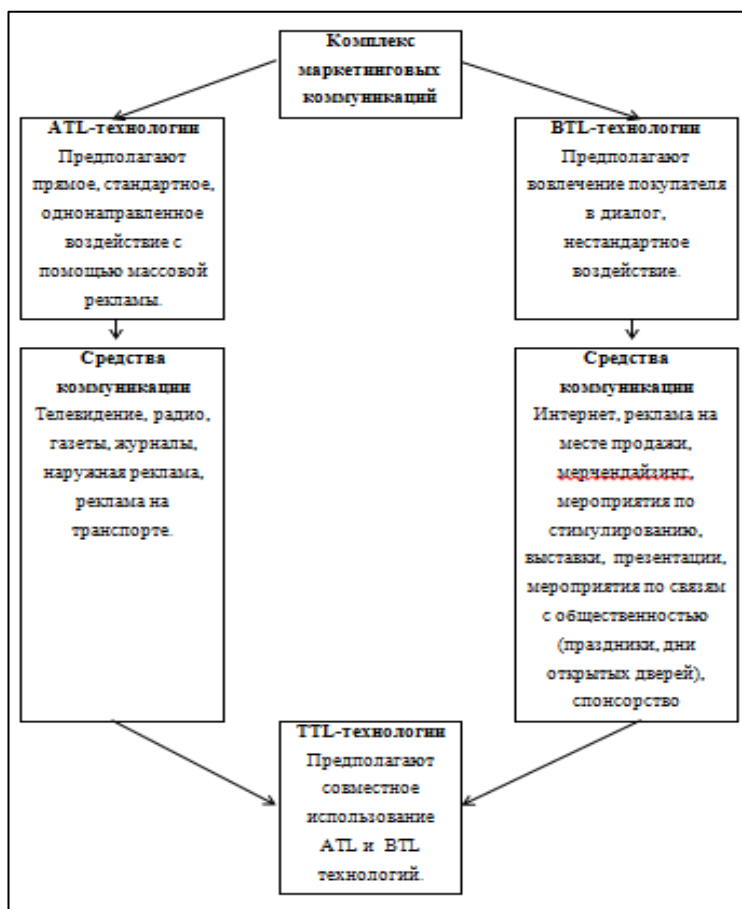 Комплекс
маркетинговых
коммуникаций
ATL-технологии
Предполагают
прямое, стандартное,
однонаправленное
воздействие с
помощью массовой
рекламы.
BTL-технологии
Предполагают
вовлечение покупателя
в диалог,
нестандартное
воздействие.
Средства
коммуникации
Телевидение, радио,
газеты, журналы,
наружная реклама,
реклама на
транспорте.
Средства
коммуникации
Интернет, реклама на
месте продажи,
мерчендайзинг,
мероприятия по
стимулированию,
выставки, презентации,
мероприятия по связям
с общественностью
(праздники, дни
открытых дверей),
спонсорство
TTL-технологии
Предполагают
совместное
использование
ATL и BTL
технологий.